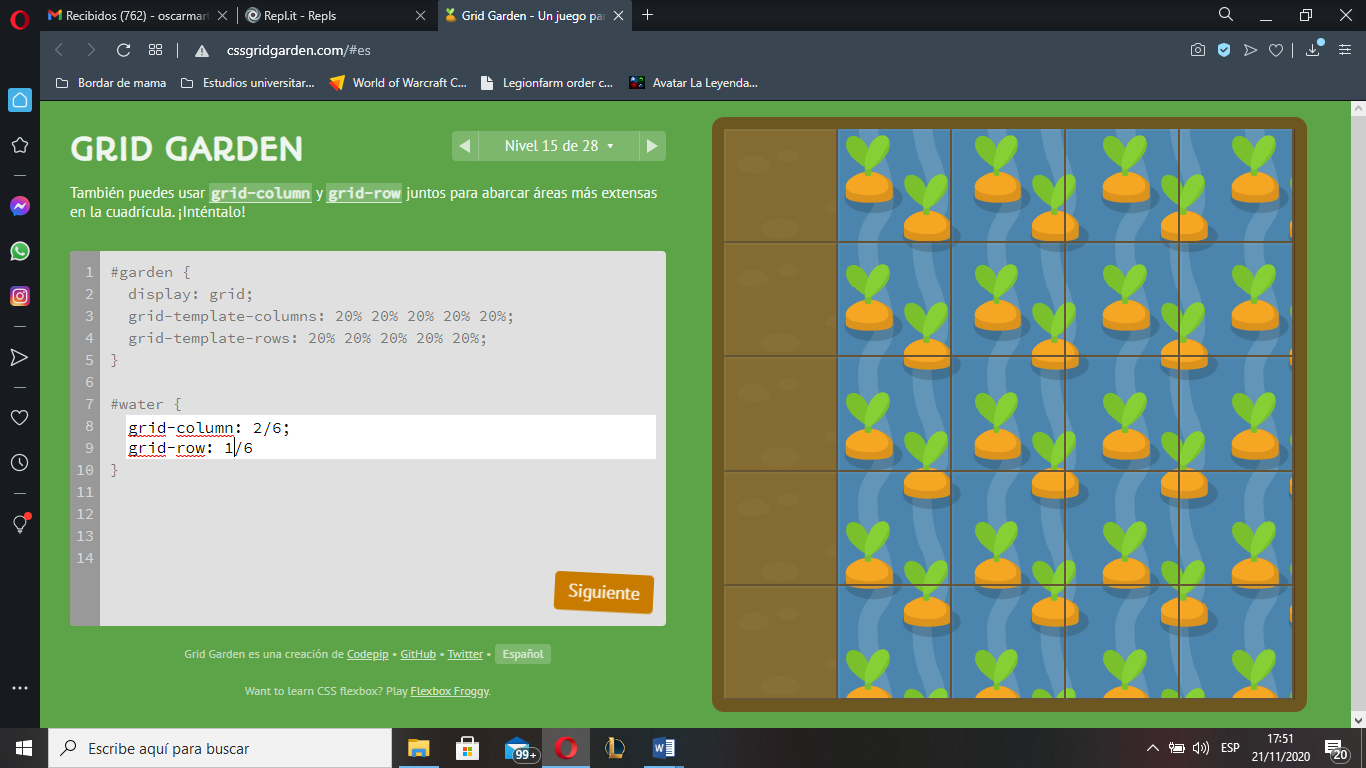 Recibidos (762) - oscarmart
Repl.it - Repls
Grid Garden - Un juego par
cssgridgarden.com/#es
Bordar de mama
Estudios universitar...
World of Warcraft C...
Legionfarm order c...
Avatar La Leyenda...
GRID GARDEN
Nivel 15 de 28
También puedes usar grid-column y grid-row juntos para abarcar áreas más extensas
en la cuadrícula. ¡Inténtalo!
1 #garden {
2 display: grid;
3 grid-template-columns: 20% 20% 20% 20% 20%;
4 grid-template-rows: 20% 20% 20% 20% 20%;
5 }
6
7 #water {
8 grid-column: 2/6;
9 grid-row: 1/6
10 }
11
12
13
14
Siguiente
Grid Garden es una creación de Codepip • GitHub • Twitter • Español
Want to learn CSS flexbox? Play Flexbox Froggy.
Escribe aquí para buscar
99+
ESP
17:51
21/11/2020
20